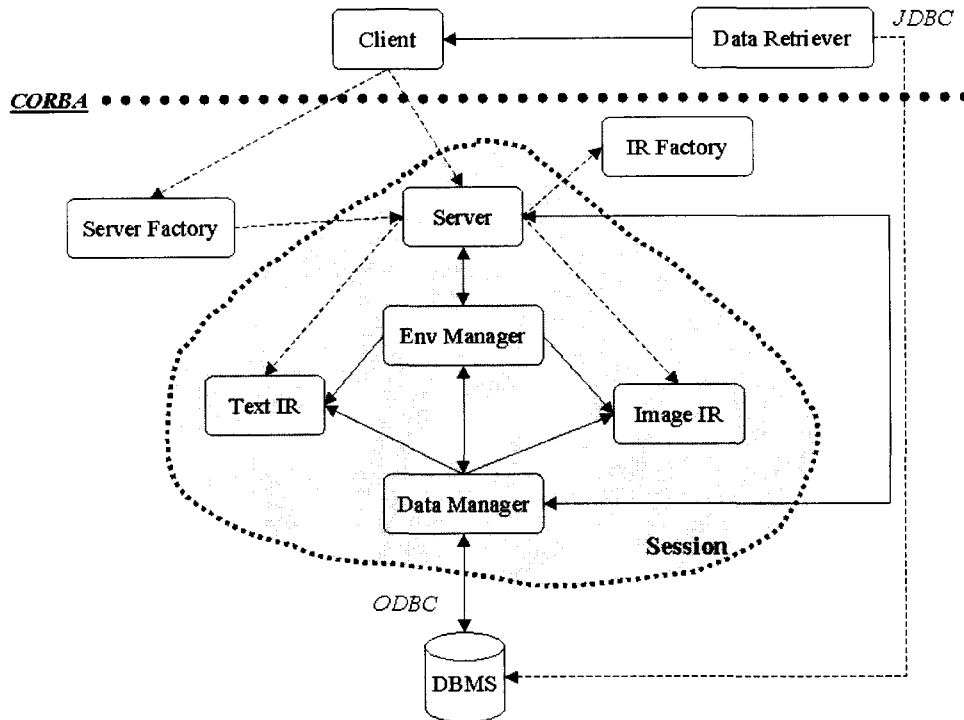 JDBC
Client
Data Retriever
CORBA
IR Factory
Server Factory
Server
Env Manager
Text IR
Image IR
Data Manager
Session
ODBC
DBMS